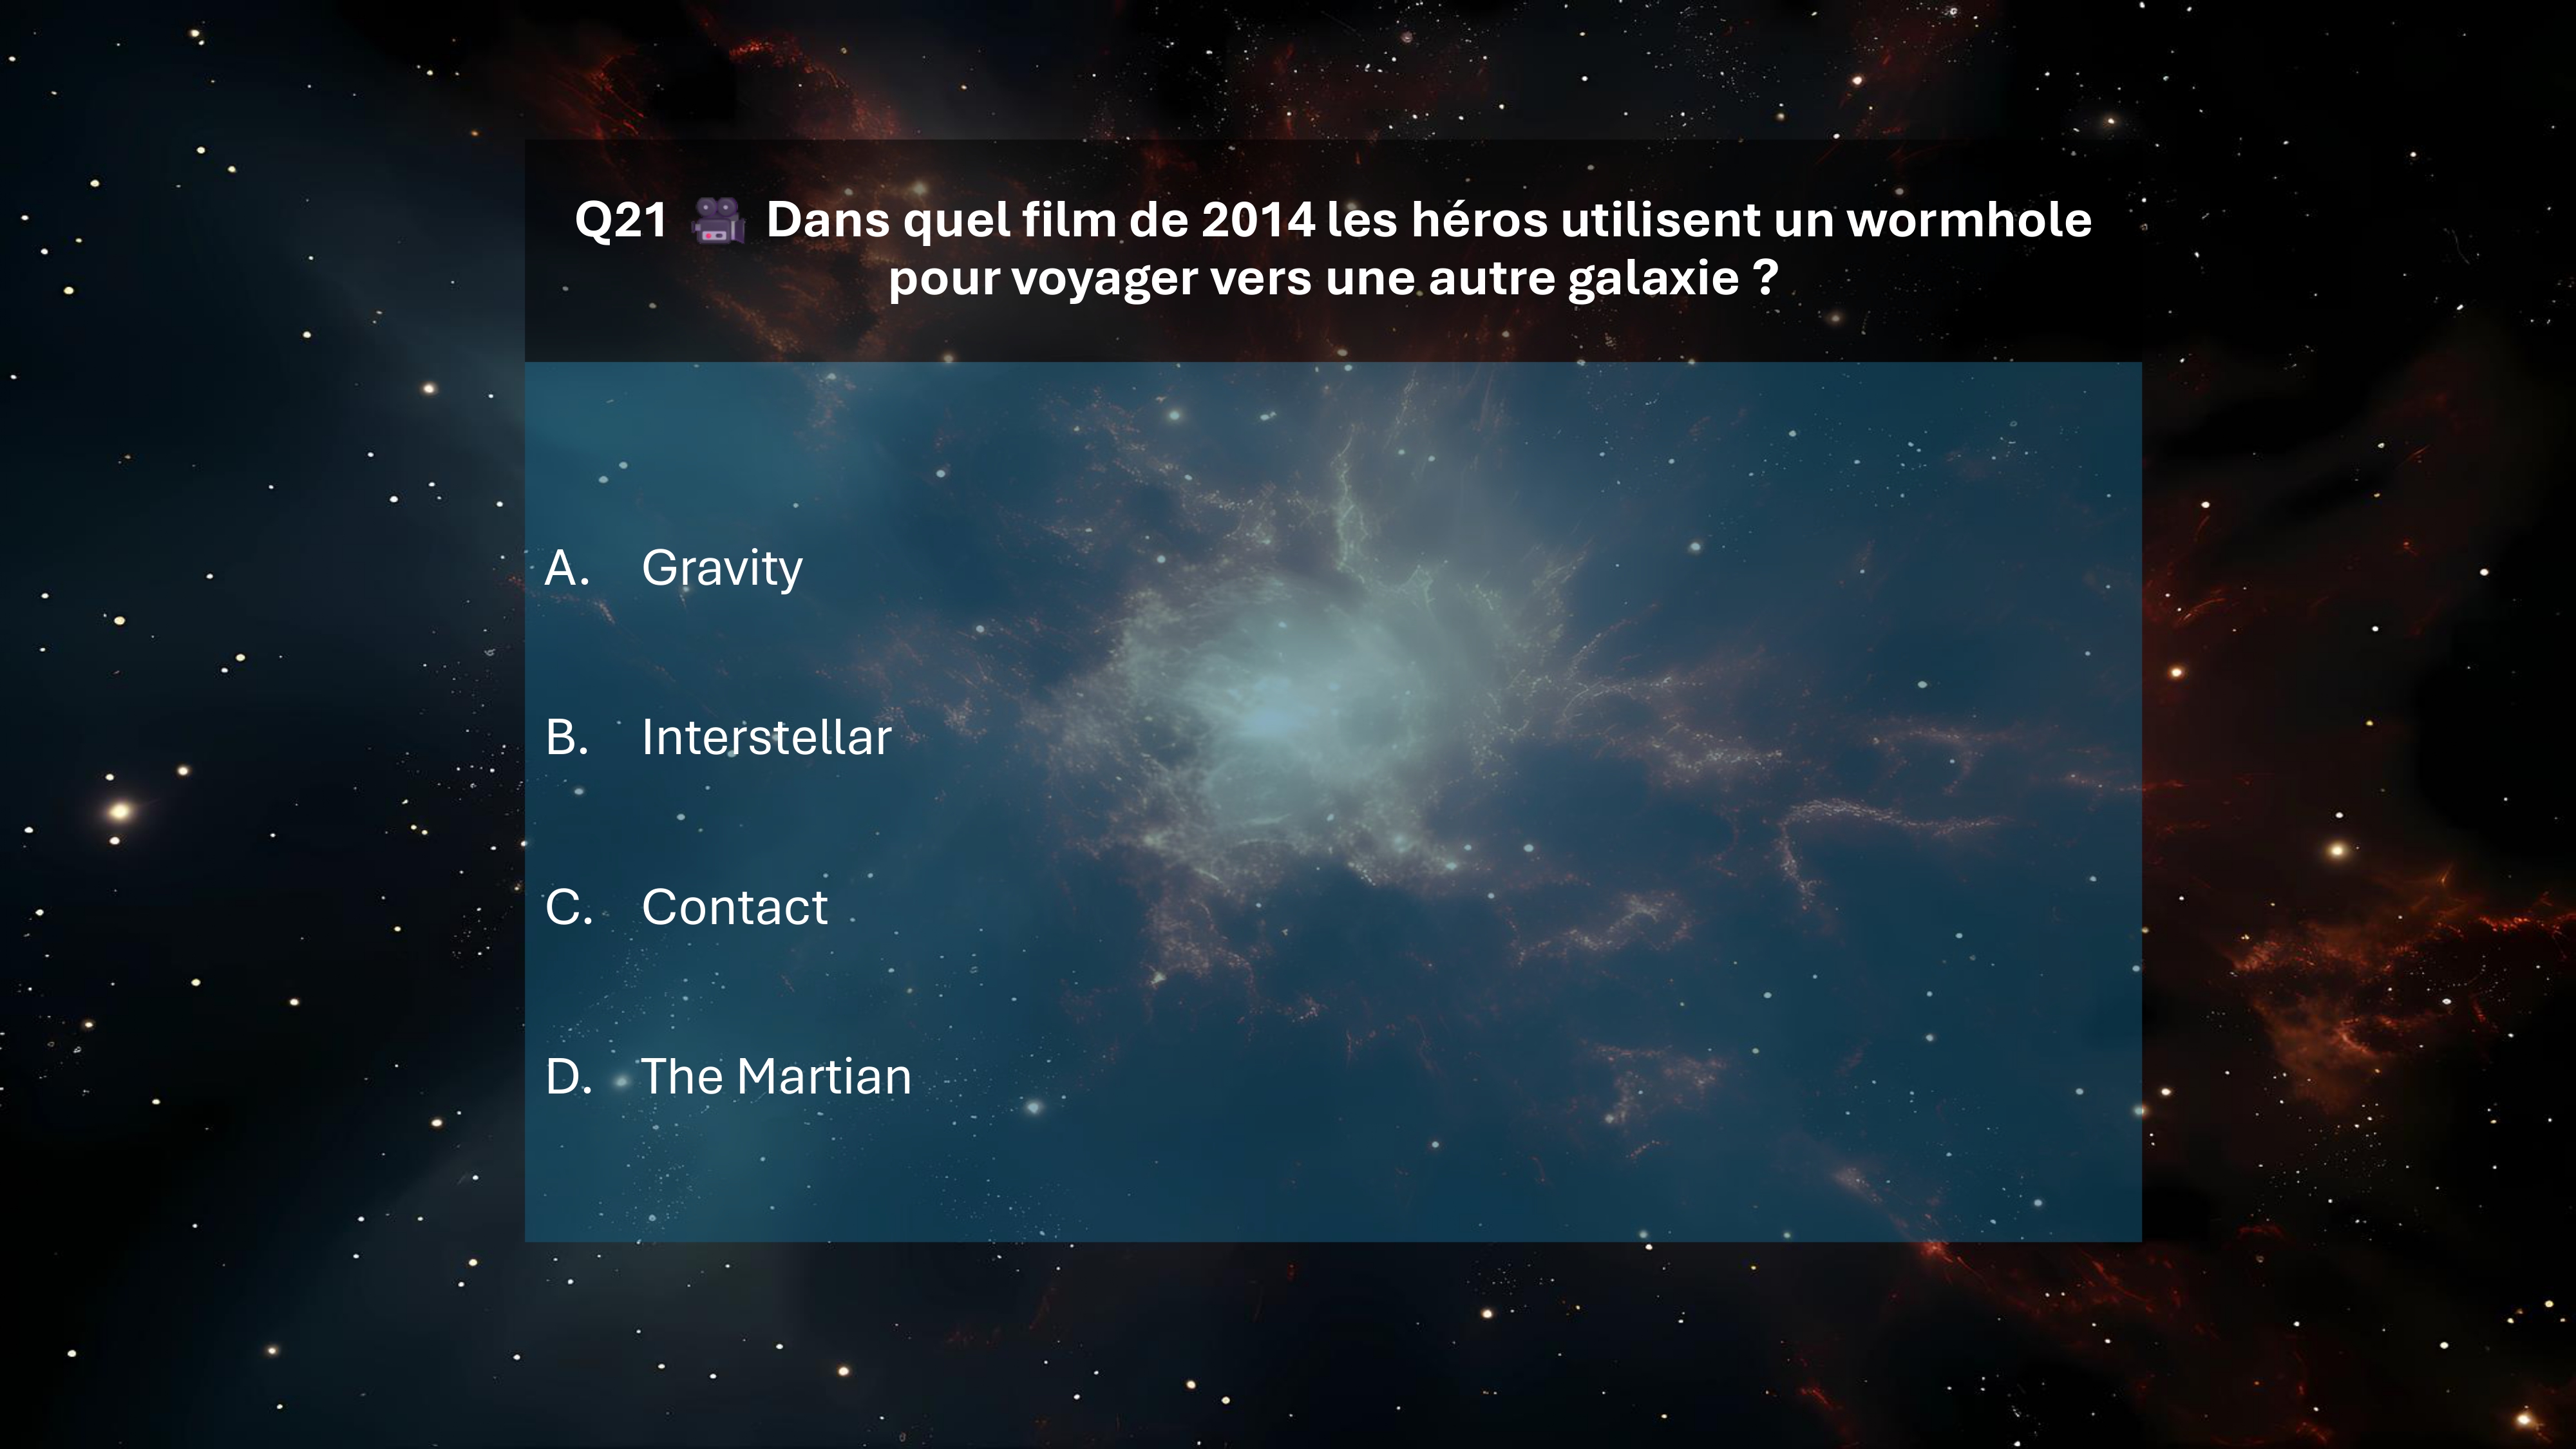 Q21 🎥 Dans quel film de 2014 les héros utilisent un wormhole
pour voyager vers une autre galaxie ?
A. Gravity
B. Interstellar
C. Contact
D. The Martian